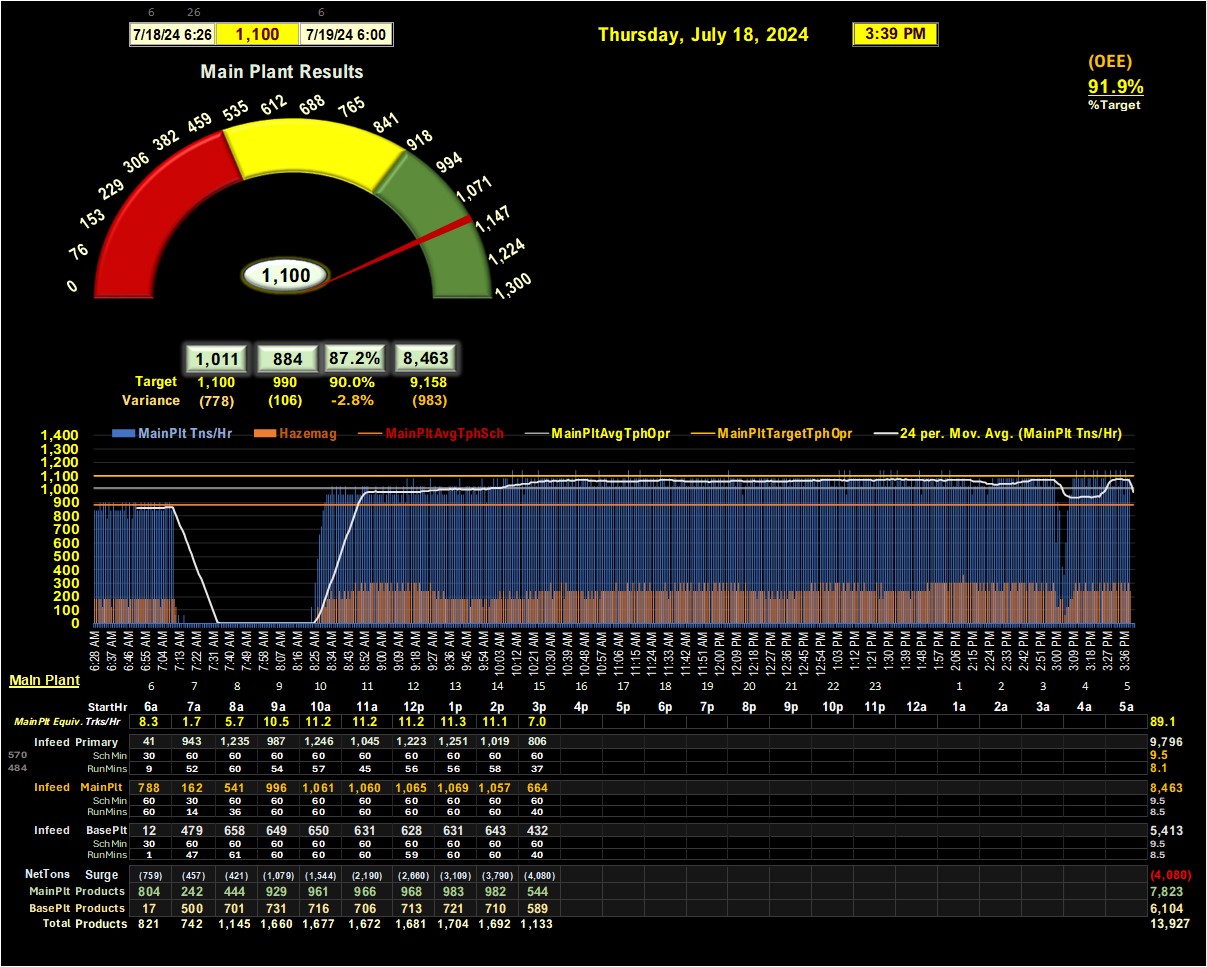 6 26 6
7/18/24 6:26 1,100 7/19/24 6:00
Thursday, July 18, 2024 3:39 PM
(OEE)
91.9%
%Target
Main Plant Results
0 76 153 229 306 382 459 535 612 688 765 841 918 994 1,071 1,147 1,224 1,300
1,100
1,011 884 87.2% 8,463
Target 1,100 990 90.0% 9,158
Variance (778) (106) -2.8% (983)
MainPlt Tns/Hr Hazemag MainPltAvgTphSch MainPltAvgTphOpr MainPltTargetTphOpr 24 per. Mov. Avg. (MainPlt Tns/Hr)
1,400
1,300
1,200
1,100
1,000
900
800
700
600
500
400
300
200
100
0
6:28 AM 6:37 AM 6:46 AM 6:55 AM 7:04 AM 7:13 AM 7:22 AM 7:31 AM 7:40 AM 7:49 AM 7:58 AM 8:07 AM 8:16 AM 8:25 AM 8:34 AM 8:43 AM 8:52 AM 9:00 AM 9:09 AM 9:18 AM 9:27 AM 9:36 AM 9:45 AM 9:54 AM 10:03 AM 10:12 AM 10:21 AM 10:30 AM 10:39 AM 10:48 AM 10:57 AM 11:06 AM 11:15 AM 11:24 AM 11:33 AM 11:42 AM 11:51 AM 12:00 PM 12:09 PM 12:18 PM 12:27 PM 12:36 PM 12:45 PM 12:54 PM 1:03 PM 1:12 PM 1:21 PM 1:30 PM 1:39 PM 1:48 PM 1:57 PM 2:06 PM 2:15 PM 2:24 PM 2:33 PM 2:42 PM 2:51 PM 3:00 PM 3:09 PM 3:18 PM 3:27 PM 3:36 PM
Main Plant 6 7 8 9 10 11 12 13 14 15 16 17 18 19 20 21 22 23 1 2 3 4 5
StartHr 6a 7a 8a 9a 10a 11a 12p 1p 2p 3p 4p 5p 6p 7p 8p 9p 10p 11p 12a 1a 2a 3a 4a 5a
MainPlt Equiv. Trks/Hr 8.3 1.7 5.7 10.5 11.2 11.2 11.2 11.3 11.1 7.0 89.1
Infeed Primary 41 943 1,235 987 1,246 1,045 1,223 1,251 1,019 806 9,796
570 SchMin 30 60 60 60 60 60 60 60 60 60 9.5
484 RunMins 9 52 60 54 57 45 56 56 58 37 8.1
Infeed MainPlt 788 162 541 996 1,061 1,060 1,065 1,069 1,057 664 8,463
SchMin 60 30 60 60 60 60 60 60 60 60 9.5
RunMins 60 14 36 60 60 60 60 60 60 40 8.5
Infeed BasePlt 12 479 658 649 650 631 628 631 643 432 5,413
SchMin 30 60 60 60 60 60 60 60 60 60 9.5
RunMins 1 47 61 60 60 60 59 60 60 40 8.5
NetTons Surge (759) (457) (421) (1,079) (1,544) (2,190) (2,660) (3,109) (3,790) (4,080) (4,080)
MainPlt Products 804 242 444 929 961 966 968 983 982 544 7,823
BasePlt Products 17 500 701 731 716 706 713 721 710 589 6,104
Total Products 821 742 1,145 1,660 1,677 1,672 1,681 1,704 1,692 1,133 13,927